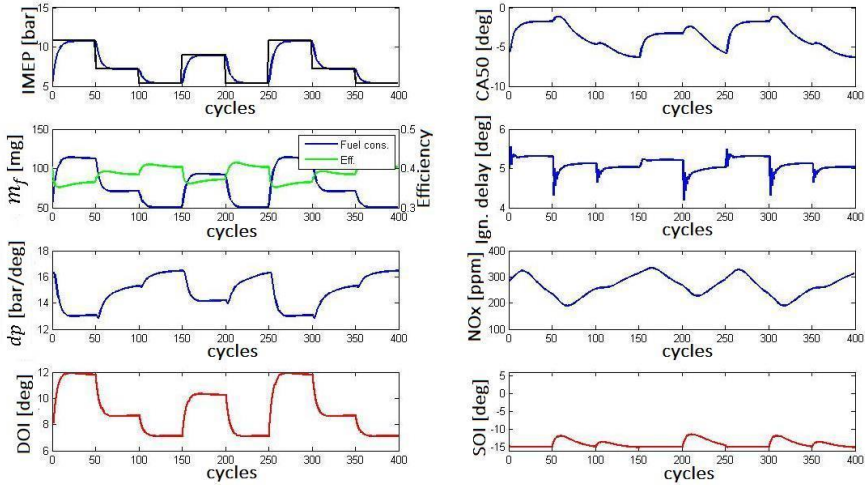 IMEP [bar]
15
10
5
0 50 100 150 200 250 300 350 400
cycles
CA50 [deg]
0
-5
-10
0 50 100 150 200 250 300 350 400
cycles
m_f [mg]
150
100
50
0 50 100 150 200 250 300 350 400
cycles
Fuel cons.
Eff.
0.5
0.4
0.3
Efficiency
Ign. delay [deg]
6
5
4
0 50 100 150 200 250 300 350 400
cycles
dp [bar/deg]
18
16
14
12
0 50 100 150 200 250 300 350 400
cycles
NOx [ppm]
400
300
200
100
0 50 100 150 200 250 300 350 400
cycles
DOI [deg]
12
10
8
6
0 50 100 150 200 250 300 350 400
cycles
SOI [deg]
5
0
-5
-10
-15
0 50 100 150 200 250 300 350 400
cycles